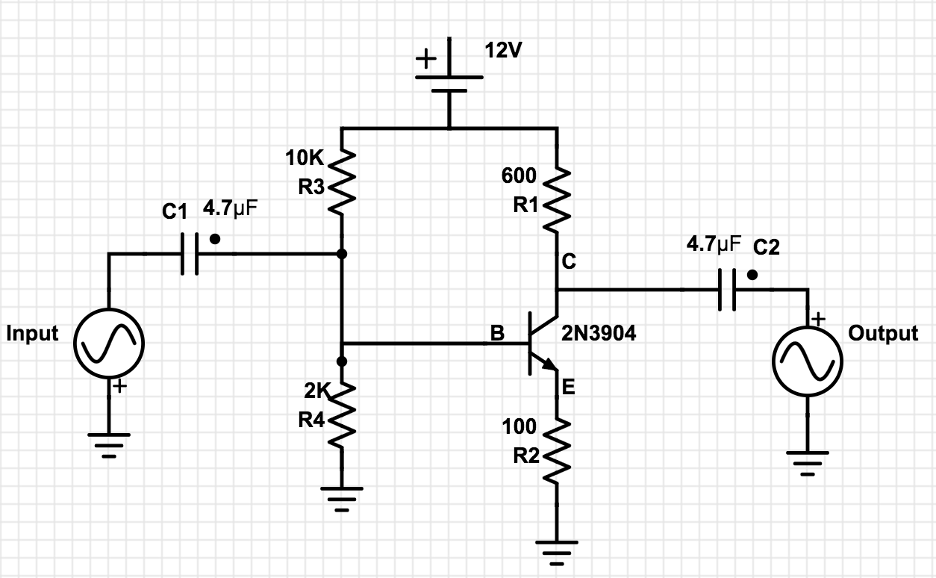 + 12V
10K
R3
600
R1
C1 4.7µF
C
4.7µF C2
Input
+
B
2N3904
+
Output
E
2K
R4
100
R2